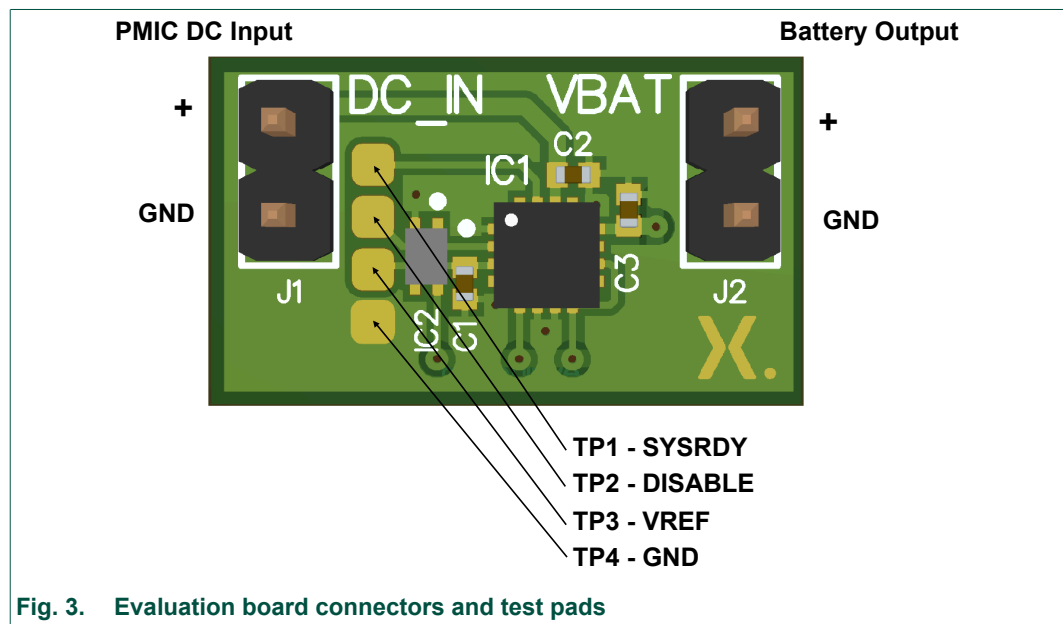 PMIC DC Input
Battery Output
DC_IN
VBAT
+
+
C2
IC1
GND
GND
C3
J1
J2
IC2
C1
X.
TP1 - SYSRDY
TP2 - DISABLE
TP3 - VREF
TP4 - GND
Fig. 3. Evaluation board connectors and test pads